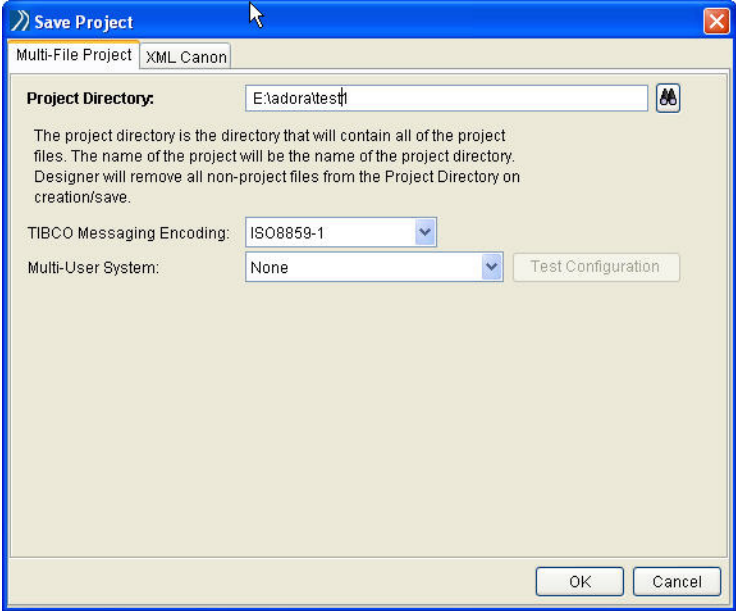 Save Project
Multi-File Project XML Canon
Project Directory: E:\adora\test1
The project directory is the directory that will contain all of the project
files. The name of the project will be the name of the project directory.
Designer will remove all non-project files from the Project Directory on
creation/save.
TIBCO Messaging Encoding: ISO8859-1
Multi-User System: None Test Configuration
OK Cancel